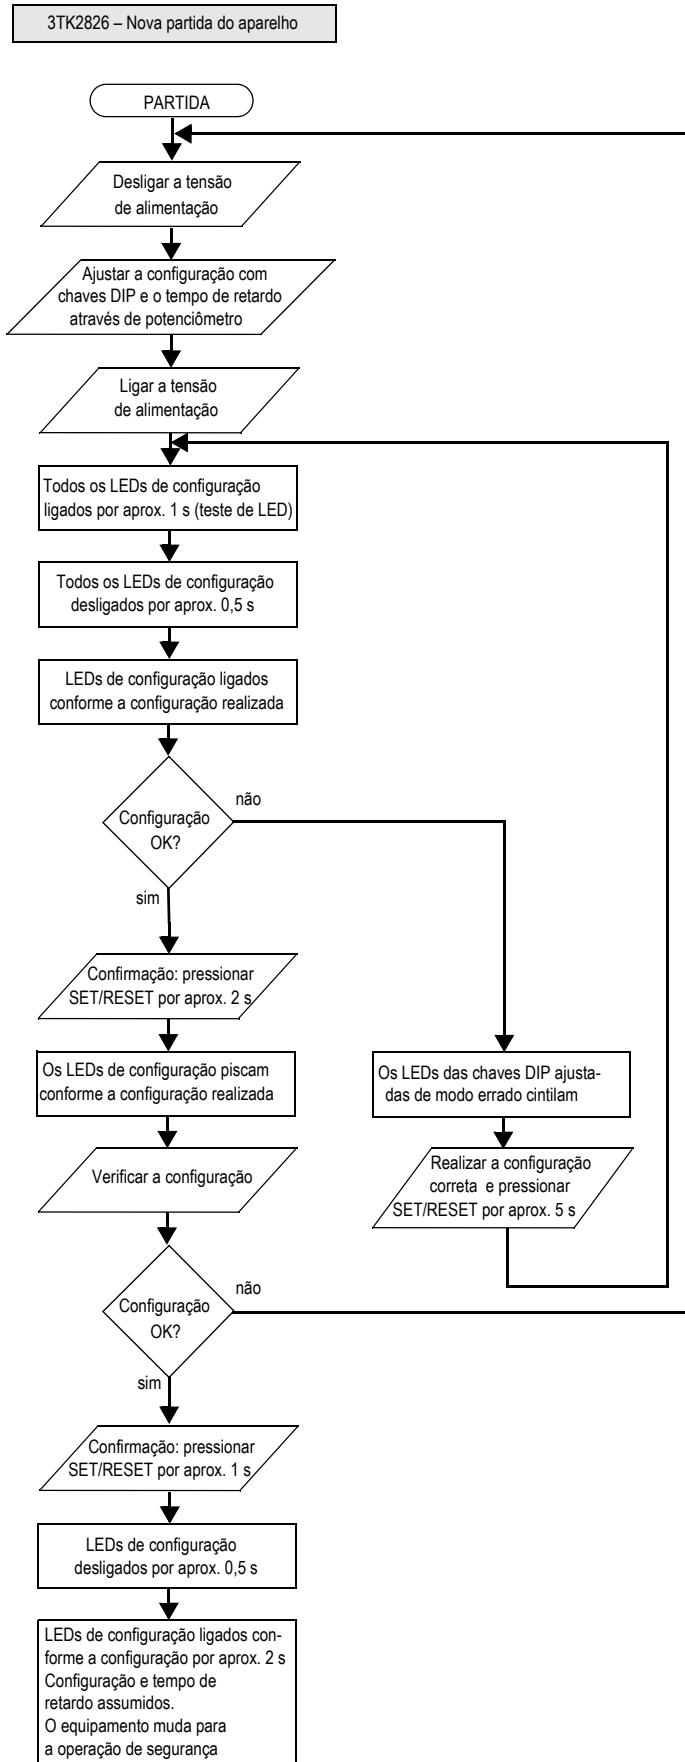 3TK2826 – Nova partida do aparelho
PARTIDA
Desligar a tensão
de alimentação
Ajustar a configuração com
chaves DIP e o tempo de retardo
através de potenciômetro
Ligar a tensão
de alimentação
Todos os LEDs de configuração
ligados por aprox. 1 s (teste de LED)
Todos os LEDs de configuração
desligados por aprox. 0,5 s
LEDs de configuração ligados
conforme a configuração realizada
Configuração
OK?
não
sim
Confirmação: pressionar
SET/RESET por aprox. 2 s
Os LEDs de configuração piscam
conforme a configuração realizada
Os LEDs das chaves DIP ajusta-
das de modo errado cintilam
Verificar a configuração
Realizar a configuração
correta e pressionar
SET/RESET por aprox. 5 s
Configuração
OK?
não
sim
Confirmação: pressionar
SET/RESET por aprox. 1 s
LEDs de configuração
desligados por aprox. 0,5 s
LEDs de configuração ligados con-
forme a configuração por aprox. 2 s
Configuração e tempo de
retardo assumidos.
O equipamento muda para
a operação de segurança